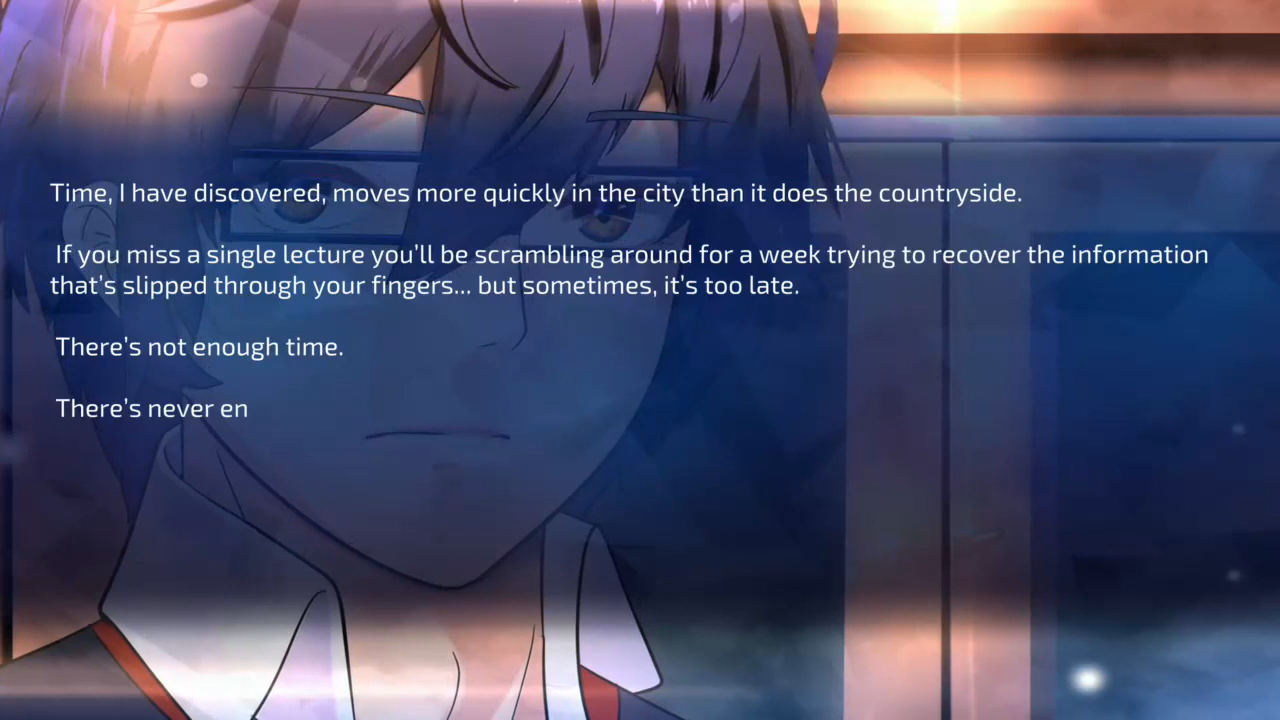 Time, I have discovered, moves more quickly in the city than it does the countryside.
If you miss a single lecture you’ll be scrambling around for a week trying to recover the information
that’s slipped through your fingers... but sometimes, it’s too late.
There’s not enough time.
There’s never en